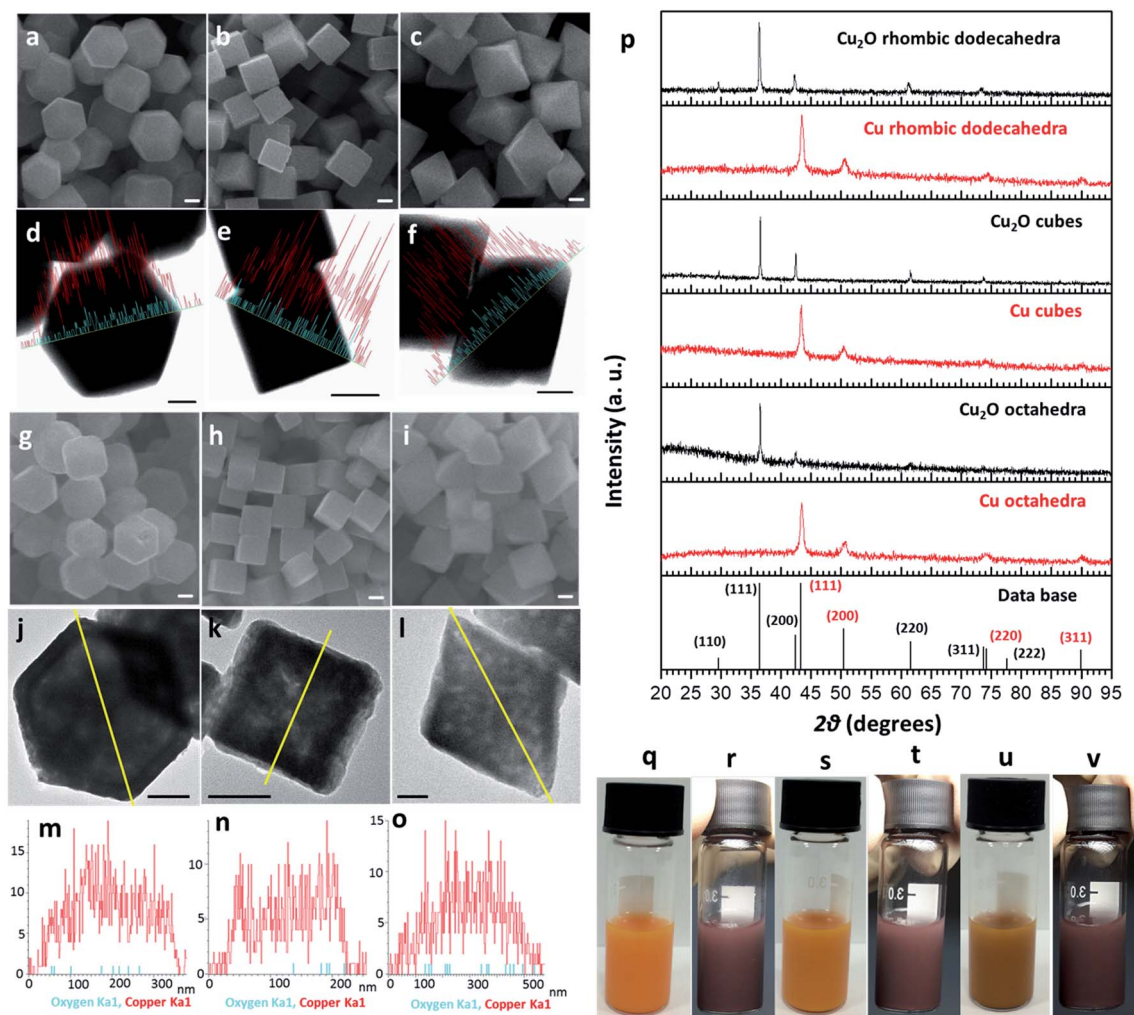 a
b
c
d
e
f
g
h
i
j
k
l
m
15
10
5
0
0
100
200
300
nm
Oxygen Ka1, Copper Ka1
n
10
5
0
0
100
200
nm
Oxygen Ka1, Copper Ka1
o
15
10
5
0
0
100
200
300
400
500
nm
Oxygen Ka1, Copper Ka1
p
Cu₂O rhombic dodecahedra
Cu rhombic dodecahedra
Cu₂O cubes
Cu cubes
Cu₂O octahedra
Cu octahedra
Data base
(110)
(111)
(200)
(111)
(200)
(220)
(311)
(220)
(222)
(311)
20 25 30 35 40 45 50 55 60 65 70 75 80 85 90 95
2ϑ (degrees)
Intensity (a. u.)
q
r
s
t
u
v
3.0
3.0
3.0
3.0